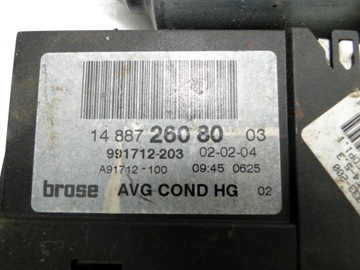 14 887 260 80 03
991712-203 02-02-04
A91712-100 09:45 0625
brose AVG COND HG 02